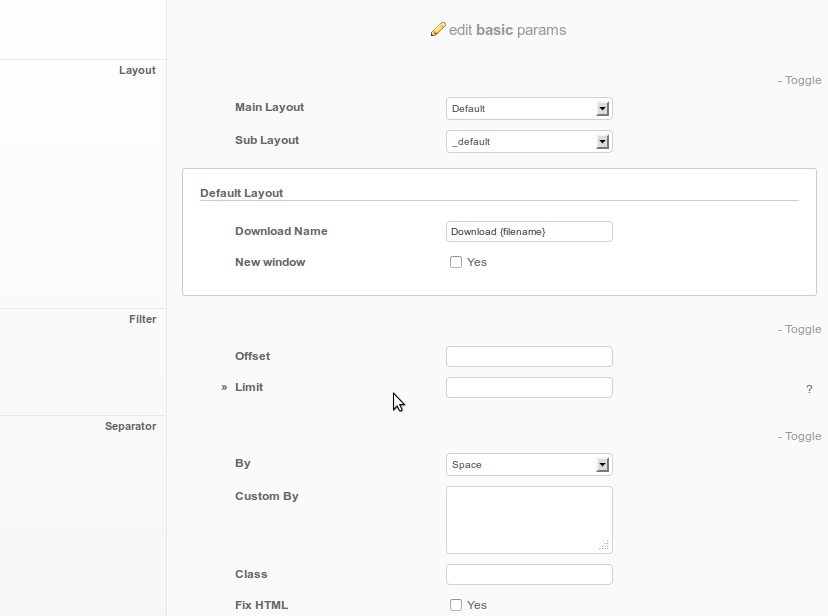 edit basic params
Layout
- Toggle
Main Layout Default
Sub Layout _default
Default Layout
Download Name Download {filename}
New window Yes
Filter
- Toggle
Offset
» Limit ?
Separator
- Toggle
By Space
Custom By
Class
Fix HTML Yes